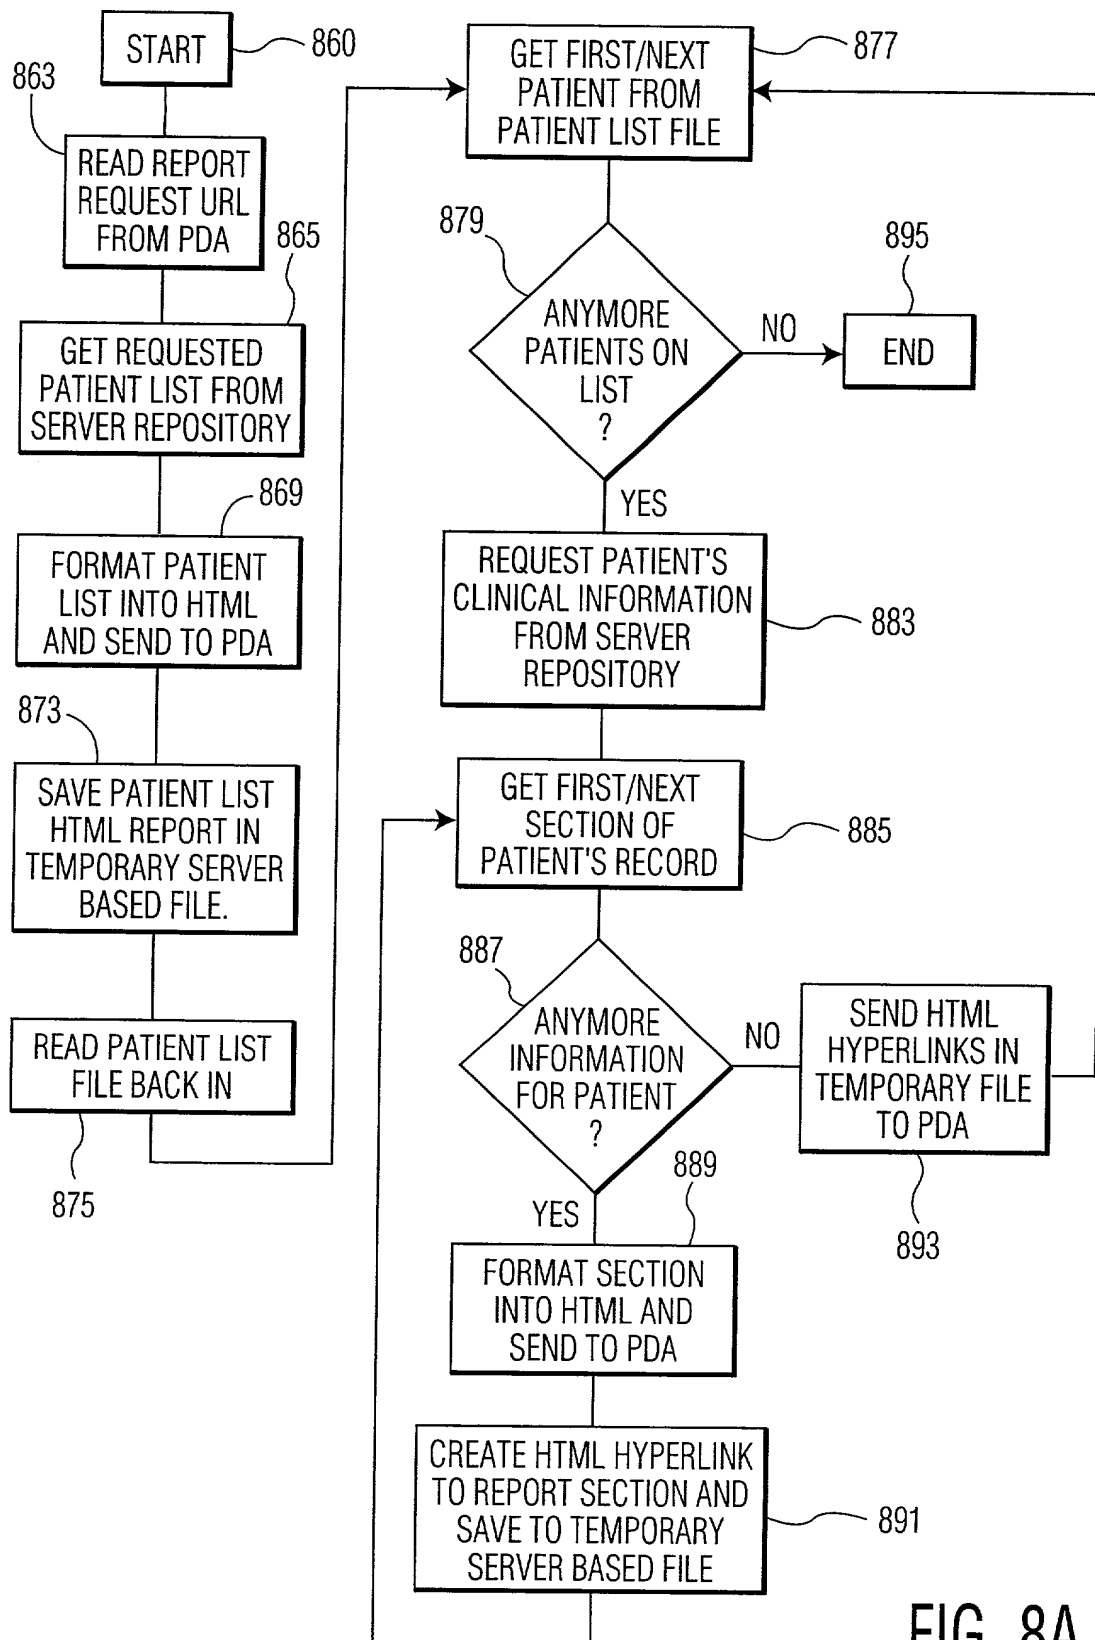 START
860
863
READ REPORT
REQUEST URL
FROM PDA
865
GET REQUESTED
PATIENT LIST FROM
SERVER REPOSITORY
869
FORMAT PATIENT
LIST INTO HTML
AND SEND TO PDA
873
SAVE PATIENT LIST
HTML REPORT IN
TEMPORARY SERVER
BASED FILE.
READ PATIENT LIST
FILE BACK IN
875
GET FIRST/NEXT
PATIENT FROM
PATIENT LIST FILE
877
879
ANYMORE
PATIENTS ON
LIST
?
NO
895
END
YES
REQUEST PATIENT'S
CLINICAL INFORMATION
FROM SERVER
REPOSITORY
883
GET FIRST/NEXT
SECTION OF
PATIENT'S RECORD
885
887
ANYMORE
INFORMATION
FOR PATIENT
?
NO
SEND HTML
HYPERLINKS IN
TEMPORARY FILE
TO PDA
893
YES
889
FORMAT SECTION
INTO HTML AND
SEND TO PDA
CREATE HTML HYPERLINK
TO REPORT SECTION AND
SAVE TO TEMPORARY
SERVER BASED FILE
891
FIG. 8A